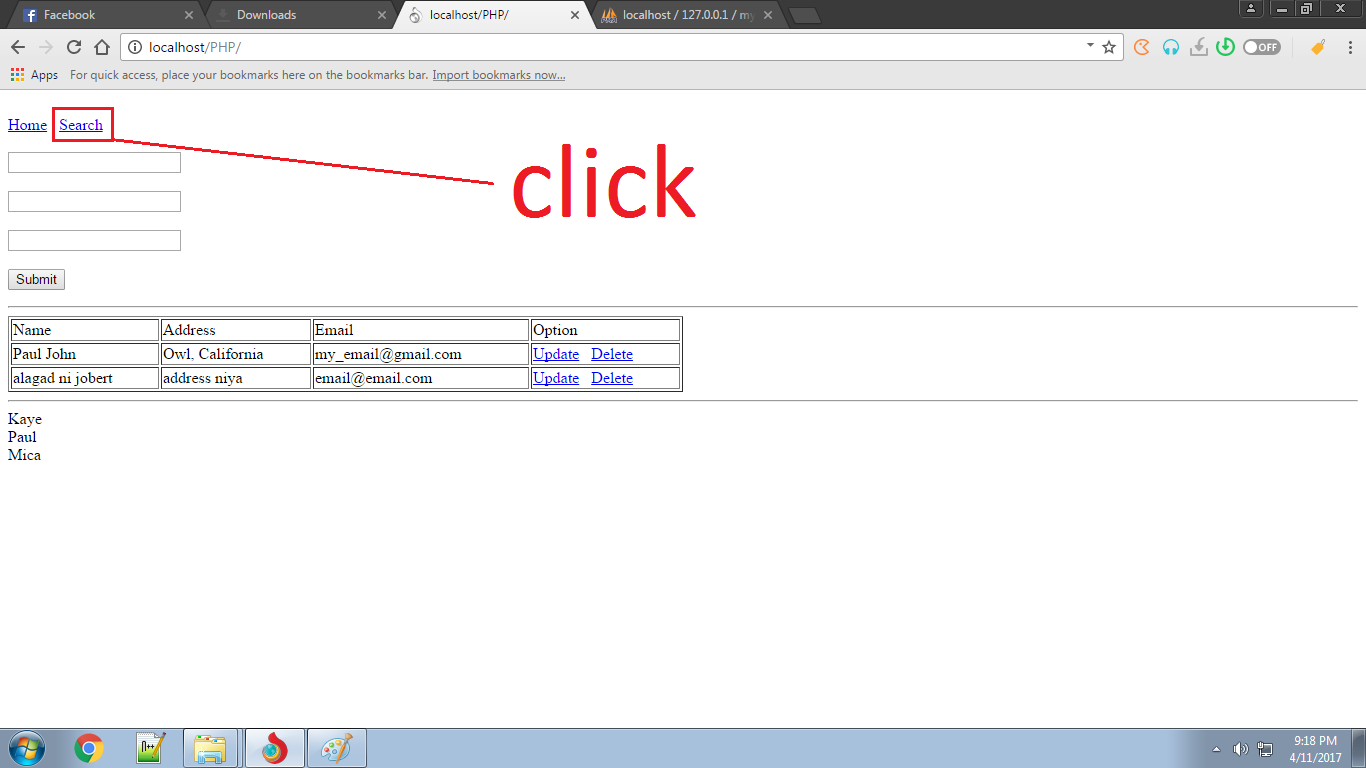 Facebook
Downloads
localhost/PHP/
localhost / 127.0.0.1 / my
localhost/PHP/
OFF
Apps For quick access, place your bookmarks here on the bookmarks bar. Import bookmarks now...
Home Search
click
Submit
Name Address Email Option
Paul John Owl, California my_email@gmail.com Update Delete
alagad ni jobert address niya email@email.com Update Delete
Kaye
Paul
Mica
9:18 PM
4/11/2017